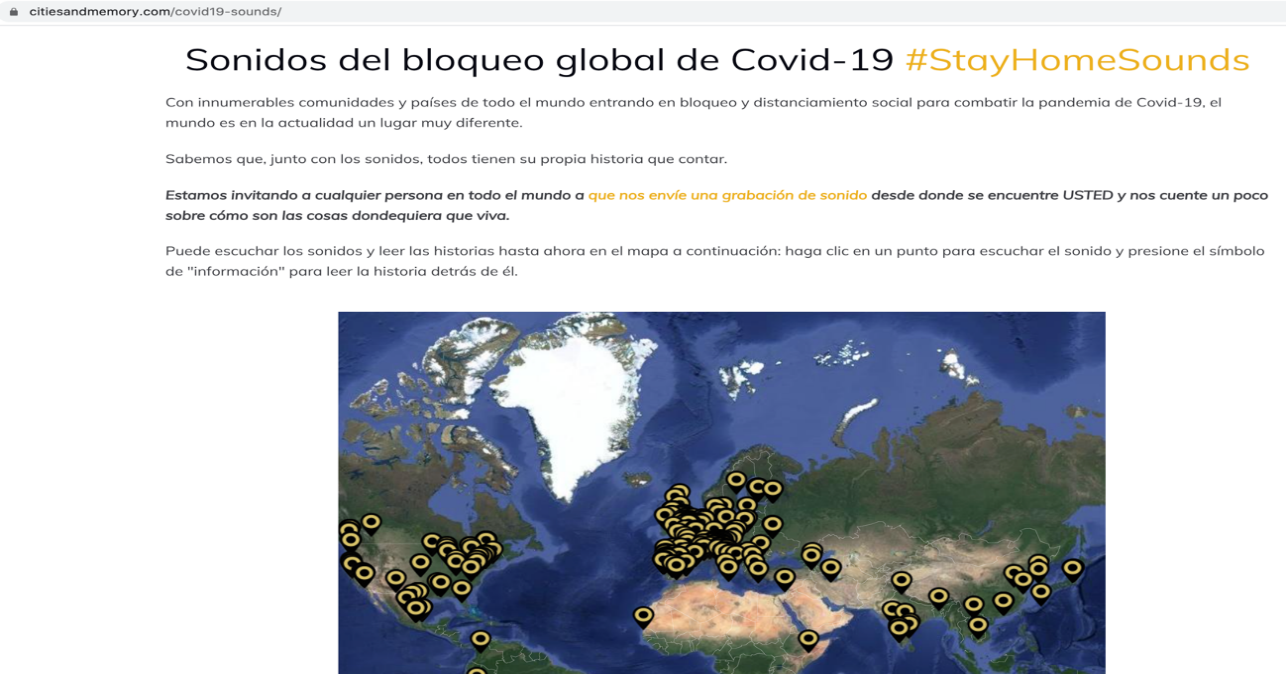 citiesandmemory.com/covid19-sounds/
Sonidos del bloqueo global de Covid-19 #StayHomeSounds
Con innumerables comunidades y países de todo el mundo entrando en bloqueo y distanciamiento social para combatir la pandemia de Covid-19, el
mundo es en la actualidad un lugar muy diferente.
Sabemos que, junto con los sonidos, todos tienen su propia historia que contar.
Estamos invitando a cualquier persona en todo el mundo a que nos envíe una grabación de sonido desde donde se encuentre USTED y nos cuente un poco
sobre cómo son las cosas dondequiera que viva.
Puede escuchar los sonidos y leer las historias hasta ahora en el mapa a continuación: haga clic en un punto para escuchar el sonido y presione el símbolo
de "información" para leer la historia detrás de él.